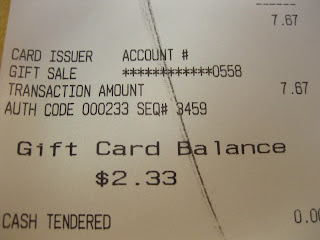 7.67
CARD ISSUER ACCOUNT #
GIFT SALE ************0558
TRANSACTION AMOUNT 7.67
AUTH CODE 000233 SEQ# 3459
Gift Card Balance
$2.33
CASH TENDERED 0.00